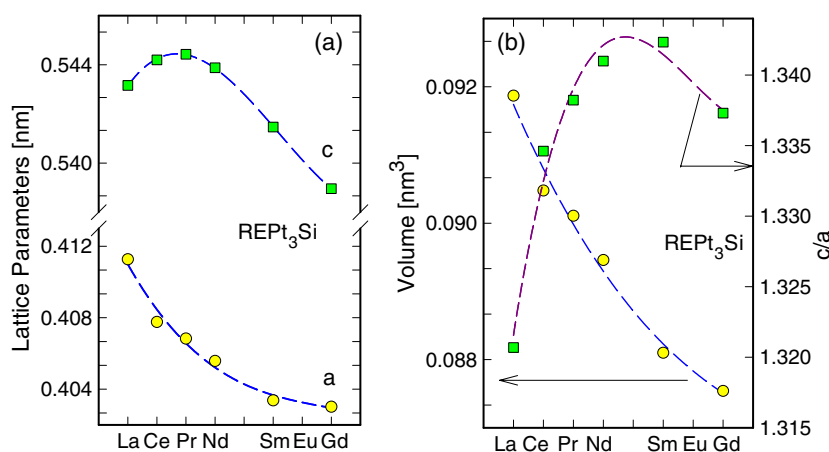 (a)
0.544
0.540
0.412
0.408
0.404
Lattice Parameters [nm]
c
REPt₃Si
a
La Ce Pr Nd Sm Eu Gd
(b)
0.092
0.090
0.088
Volume [nm³]
REPt₃Si
1.340
1.335
1.330
1.325
1.320
1.315
c/a
La Ce Pr Nd Sm Eu Gd